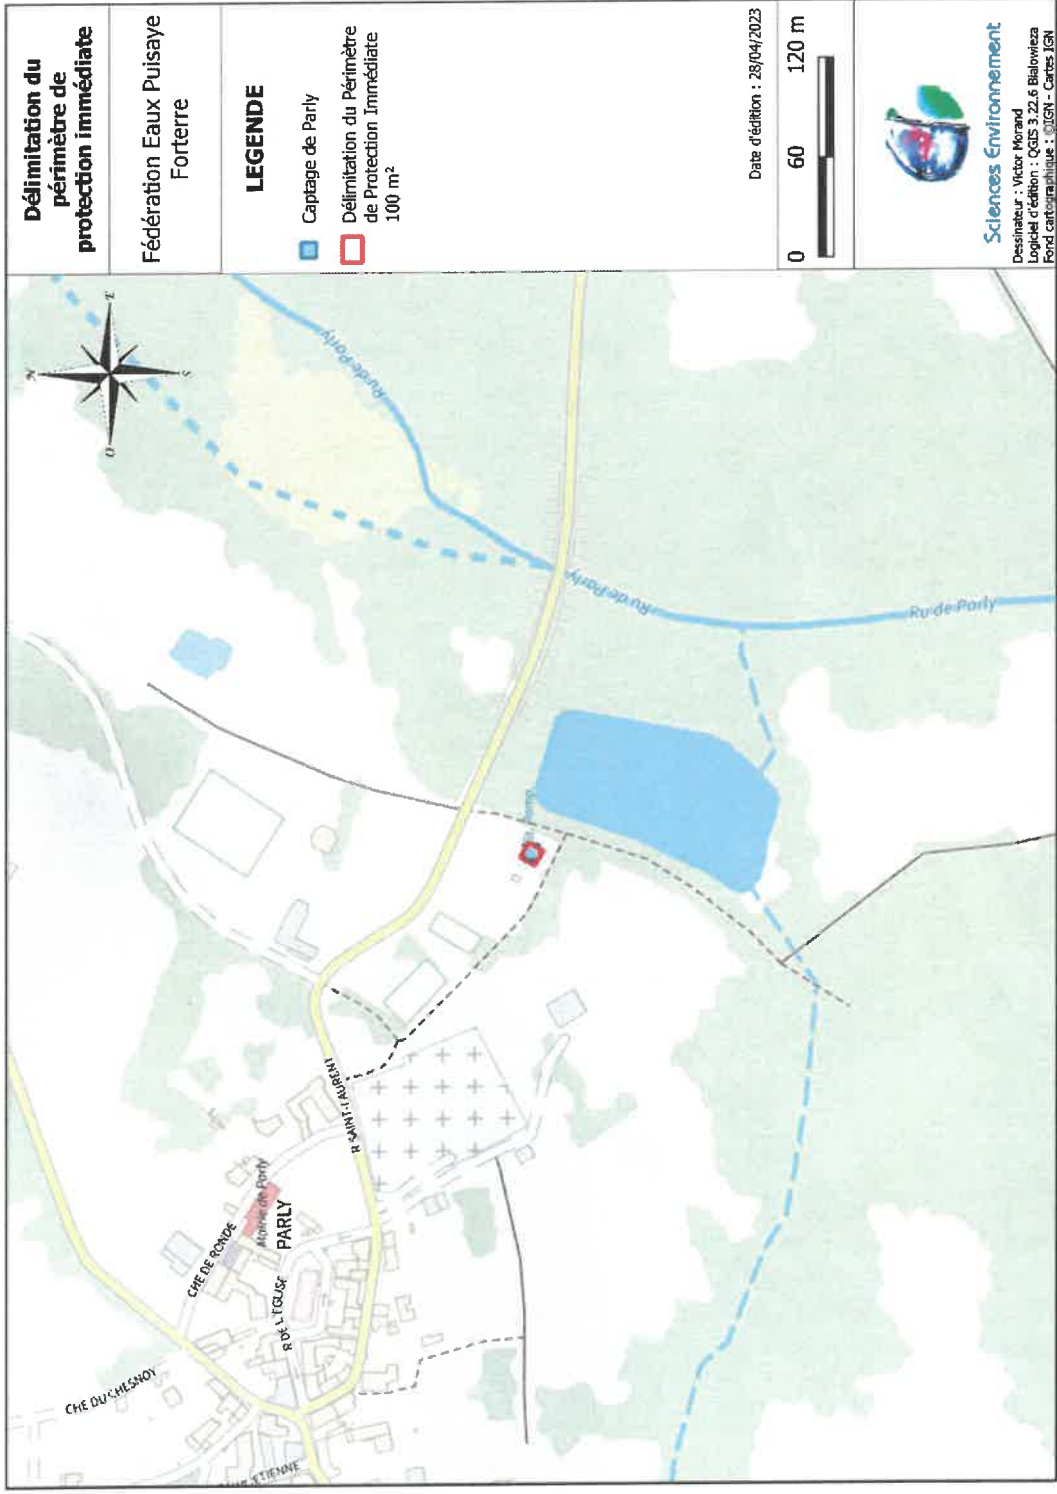 Délimitation du
périmètre de
protection immédiate
Fédération Eaux Puisaye
Forterre
LEGENDE
Captage de Parly
Délimitation du Périmètre
de Protection Immédiate
100 m²
Date d'édition : 28/04/2023
0 60 120 m
Sciences Environnement
Dessinateur : Victor Morand
Logiciel d'édition : QGIS 3.22.6 Bialowieza
Fond cartographique : ©IGN - Cartes IGN
N
E
S
O
Ru de Parly
Ru de Parly
Ru de Parly
R SAINT-LAURENT
Mairie de Parly
PARLY
CHE DE RONDE
R DE L'EGLISE
CHE DU CHESNOY
ETIENNE